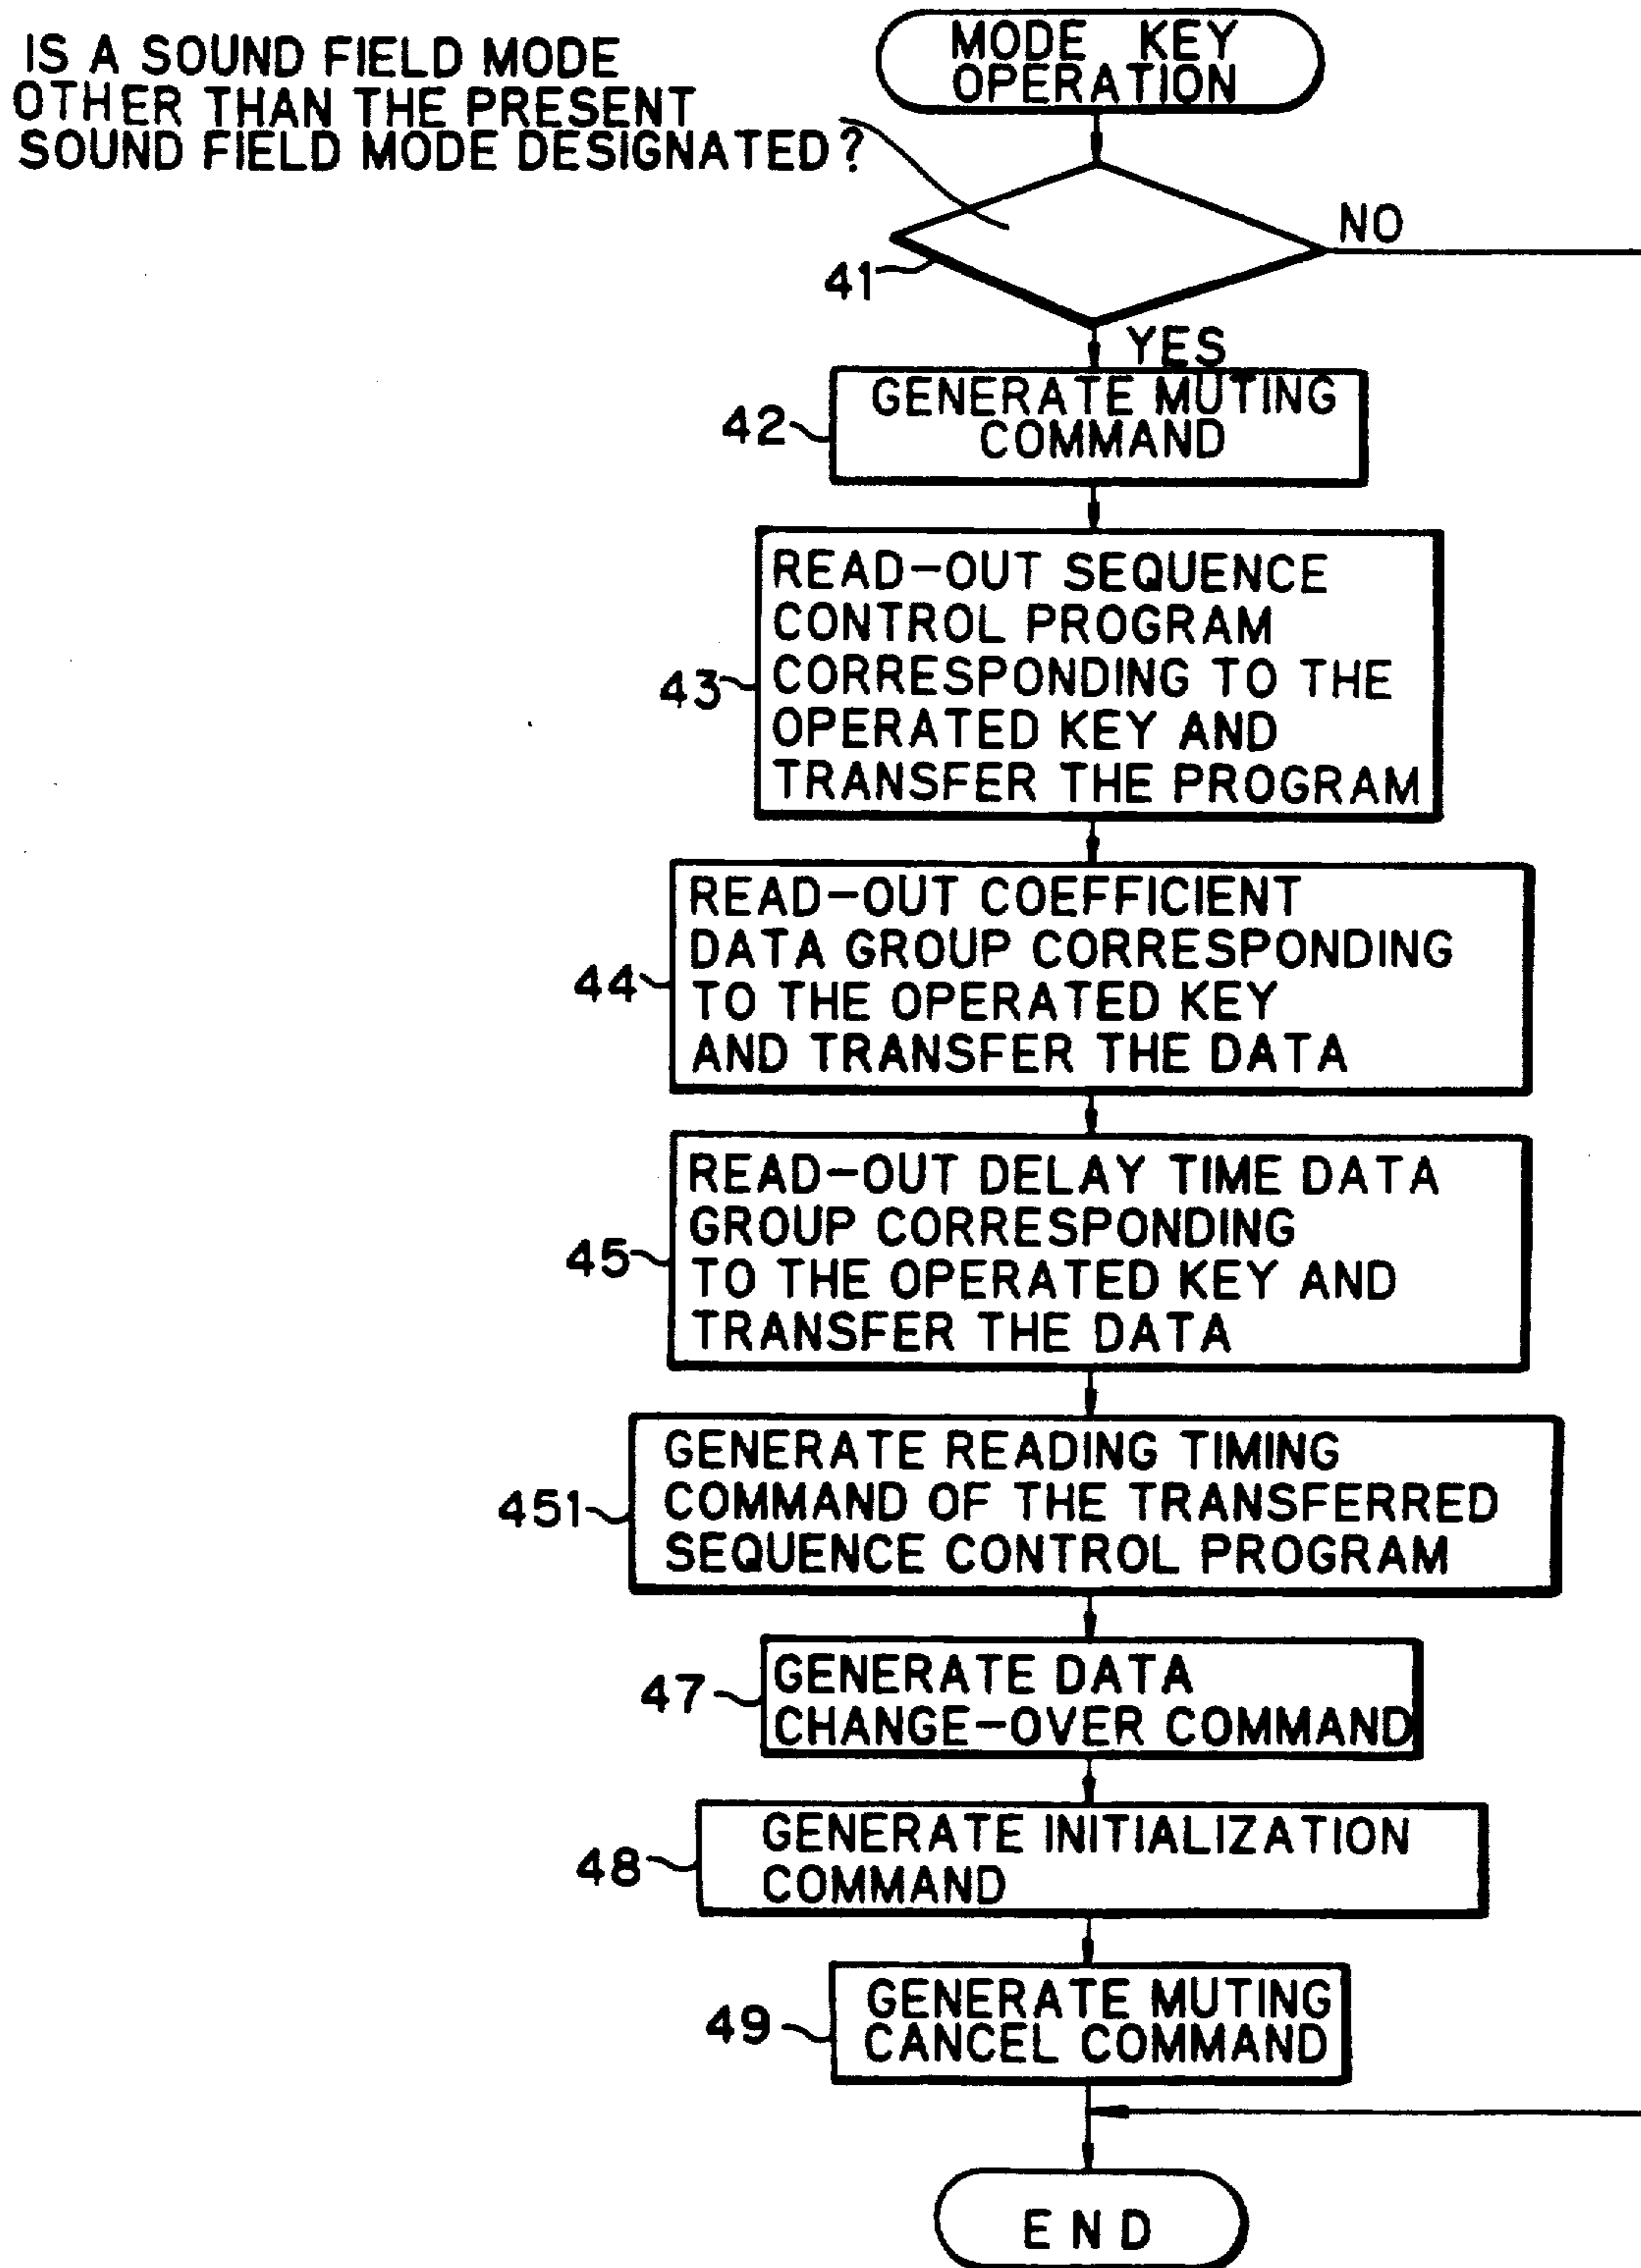 MODE KEY
OPERATION
IS A SOUND FIELD MODE
OTHER THAN THE PRESENT
SOUND FIELD MODE DESIGNATED?
NO
41
YES
GENERATE MUTING
COMMAND
42
READ-OUT SEQUENCE
CONTROL PROGRAM
CORRESPONDING TO THE
OPERATED KEY AND
TRANSFER THE PROGRAM
43
READ-OUT COEFFICIENT
DATA GROUP CORRESPONDING
TO THE OPERATED KEY
AND TRANSFER THE DATA
44
READ-OUT DELAY TIME DATA
GROUP CORRESPONDING
TO THE OPERATED KEY AND
TRANSFER THE DATA
45
GENERATE READING TIMING
COMMAND OF THE TRANSFERRED
SEQUENCE CONTROL PROGRAM
451
GENERATE DATA
CHANGE-OVER COMMAND
47
GENERATE INITIALIZATION
COMMAND
48
GENERATE MUTING
CANCEL COMMAND
49
END